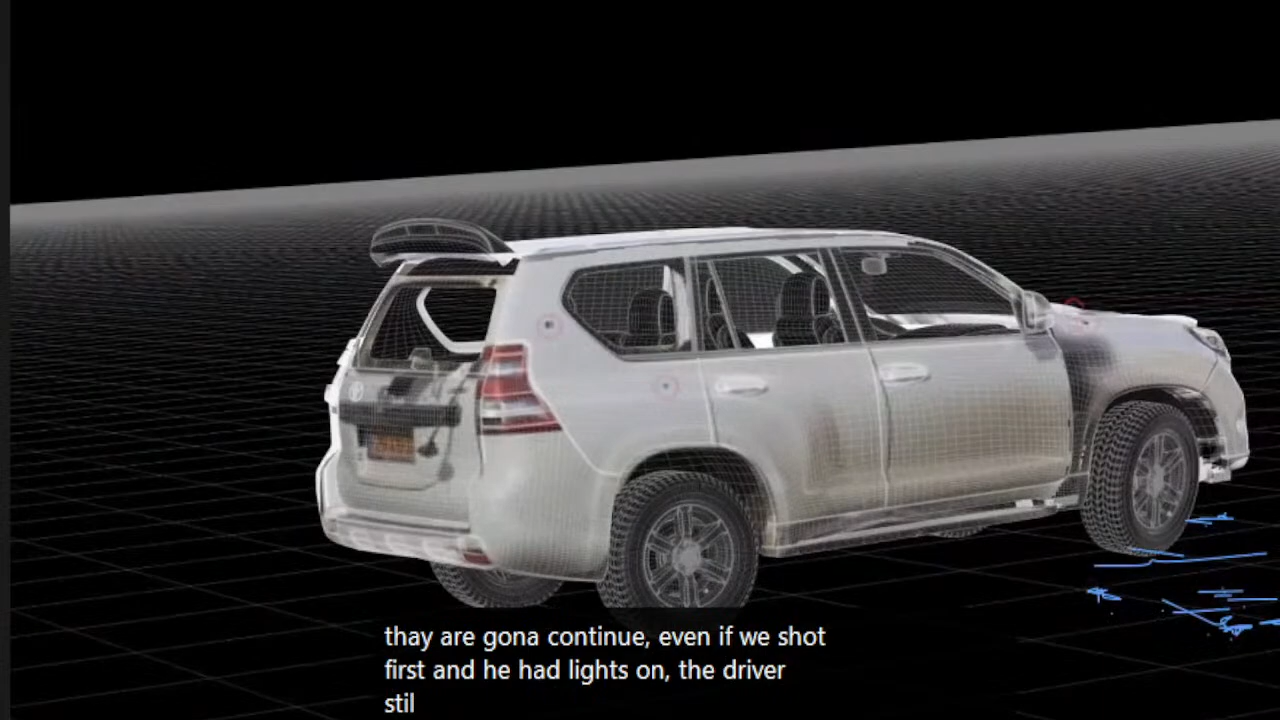 thay are gona continue, even if we shot
first and he had lights on, the driver
stil